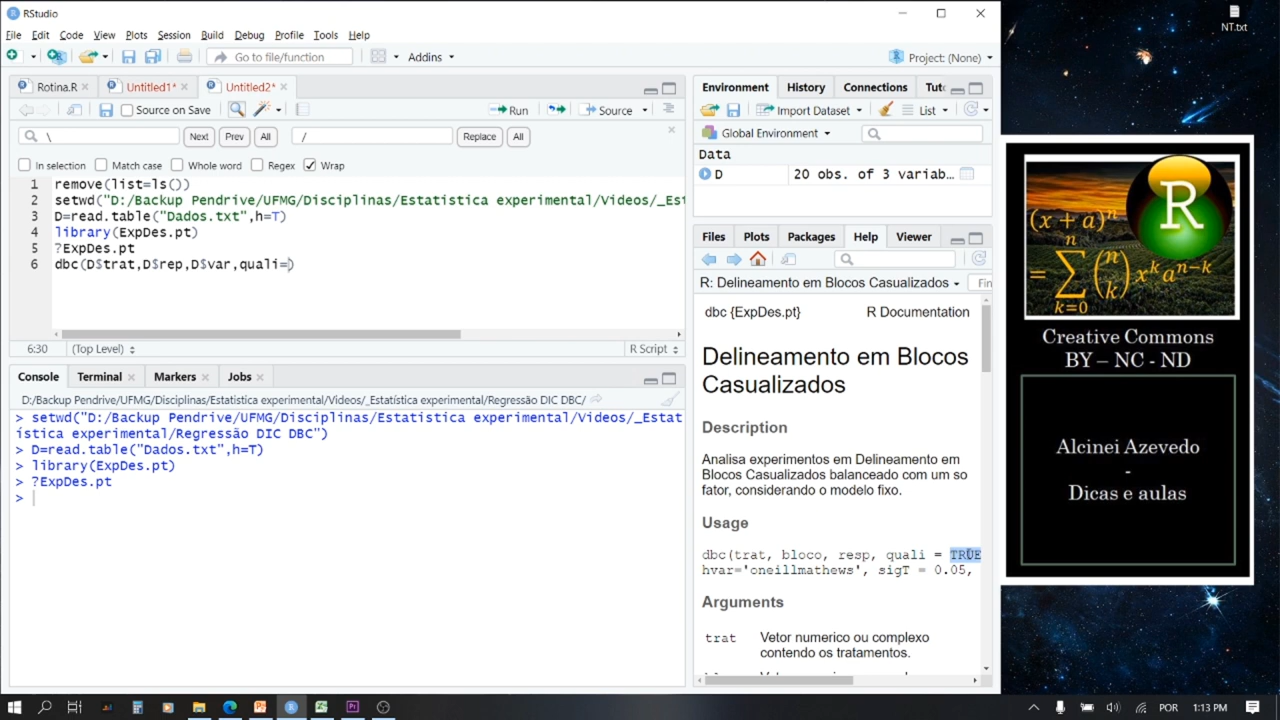 RStudio
File Edit Code View Plots Session Build Debug Profile Tools Help
Go to file/function
Addins
Project: (None)
Rotina.R
Untitled1*
Untitled2*
Source on Save
Run
Source
\
Next
Prev
All
/
Replace
All
In selection
Match case
Whole word
Regex
Wrap
1 remove(list=ls())
2 setwd("D:/Backup Pendrive/UFMG/Disciplinas/Estatistica experimental/Videos/_Est
3 D=read.table("Dados.txt",h=T)
4 library(ExpDes.pt)
5 ?ExpDes.pt
6 dbc(D$trat,D$rep,D$var,quali=)
6:30
(Top Level)
R Script
Console
Terminal
Markers
Jobs
D:/Backup Pendrive/UFMG/Disciplinas/Estatistica experimental/Videos/_Estatística experimental/Regressão DIC DBC/
> setwd("D:/Backup Pendrive/UFMG/Disciplinas/Estatistica experimental/Videos/_Estat
ística experimental/Regressão DIC DBC")
> D=read.table("Dados.txt",h=T)
> library(ExpDes.pt)
> ?ExpDes.pt
>
Environment
History
Connections
Tut
Import Dataset
List
Global Environment
Data
D 20 obs. of 3 variab…
Files
Plots
Packages
Help
Viewer
R: Delineamento em Blocos Casualizados
Fin
dbc {ExpDes.pt}
R Documentation
Delineamento em Blocos
Casualizados
Description
Analisa experimentos em Delineamento em
Blocos Casualizados balanceado com um so
fator, considerando o modelo fixo.
Usage
dbc(trat, bloco, resp, quali = TRUE
hvar='oneillmathews', sigT = 0.05,
Arguments
trat Vetor numerico ou complexo
contendo os tratamentos.
NT.txt
(x + a)^n
= ∑_{k=0}^{n} (n k) x^k a^{n−k}
R
Creative Commons
BY – NC - ND
Alcinei Azevedo
-
Dicas e aulas
POR
1:13 PM